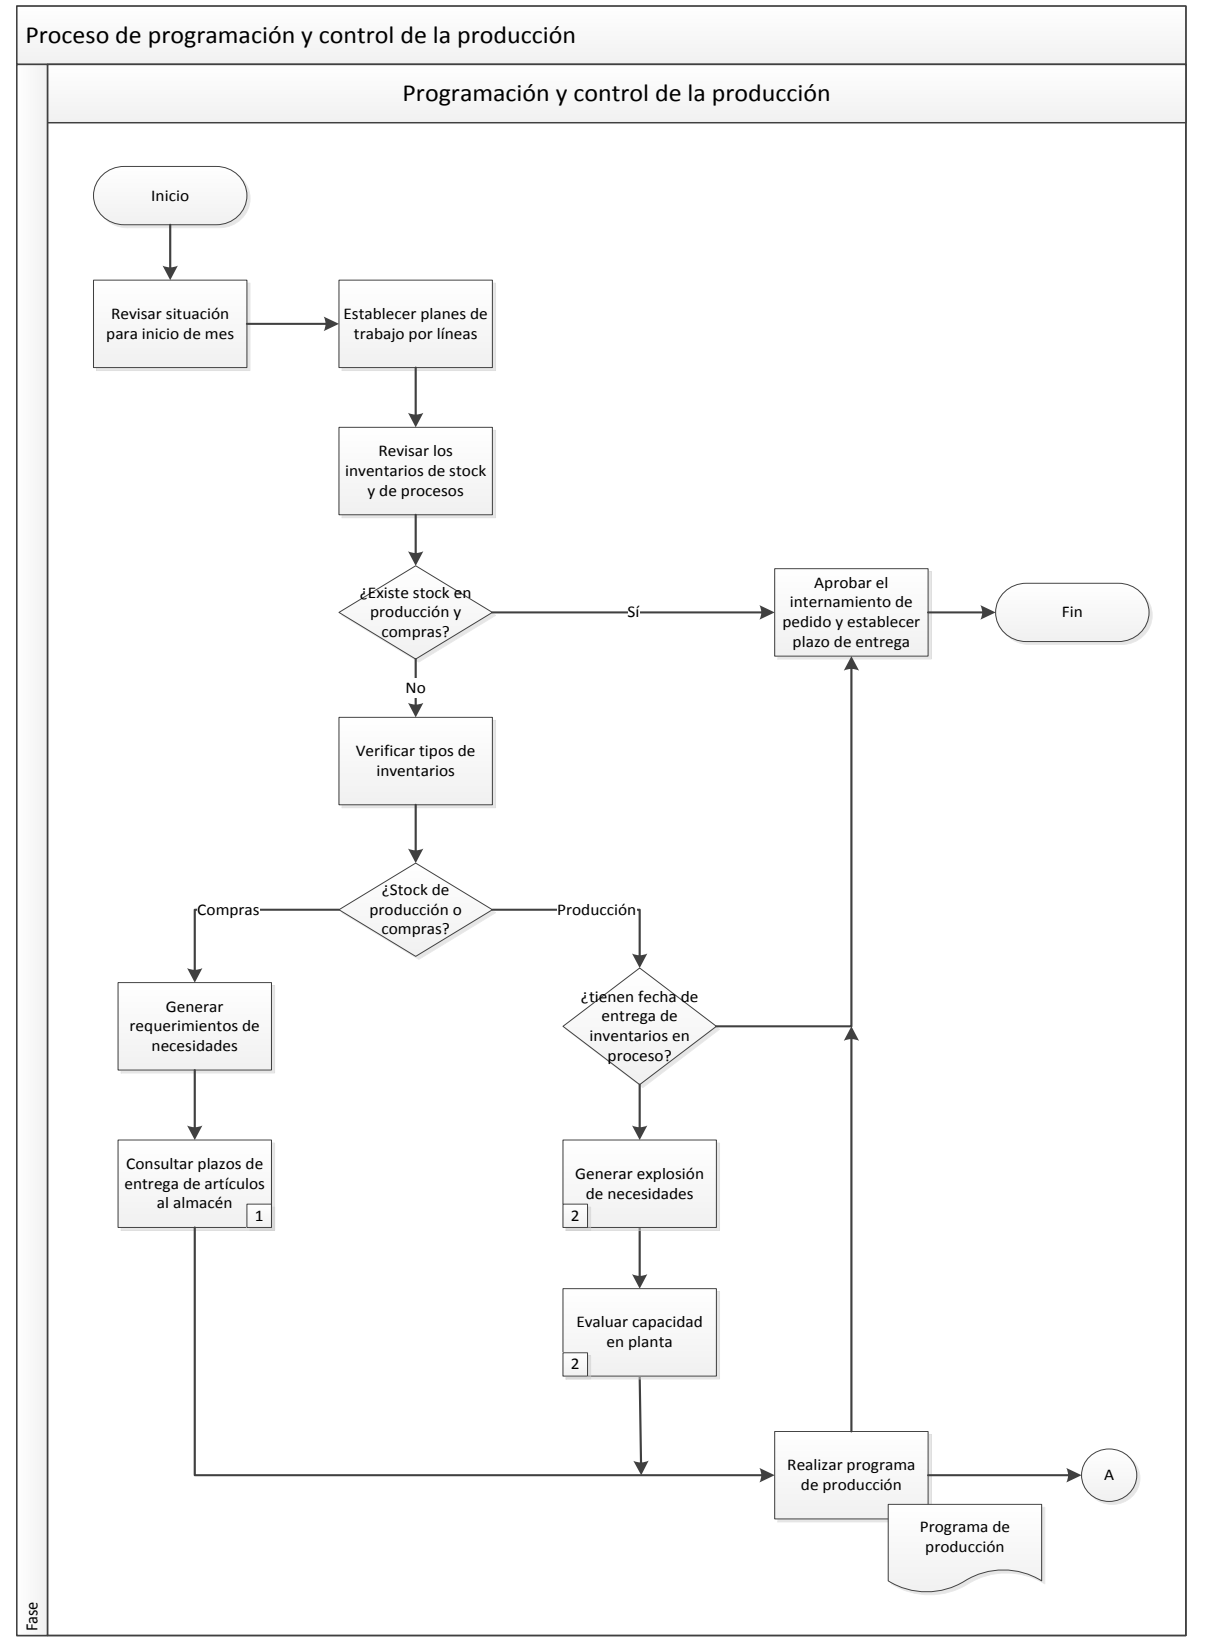 Proceso de programación y control de la producción
Programación y control de la producción
Inicio
Revisar situación
para inicio de mes
Establecer planes de
trabajo por líneas
Revisar los
inventarios de stock
y de procesos
¿Existe stock en
producción y
compras?
Sí
Aprobar el
internamiento de
pedido y establecer
plazo de entrega
Fin
No
Verificar tipos de
inventarios
¿Stock de
producción o
compras?
Compras
Producción
Generar
requerimientos de
necesidades
¿tienen fecha de
entrega de
inventarios en
proceso?
Consultar plazos de
entrega de artículos
al almacén
1
Generar explosión
de necesidades
2
Evaluar capacidad
en planta
2
Realizar programa
de producción
A
Programa de
producción
Fase